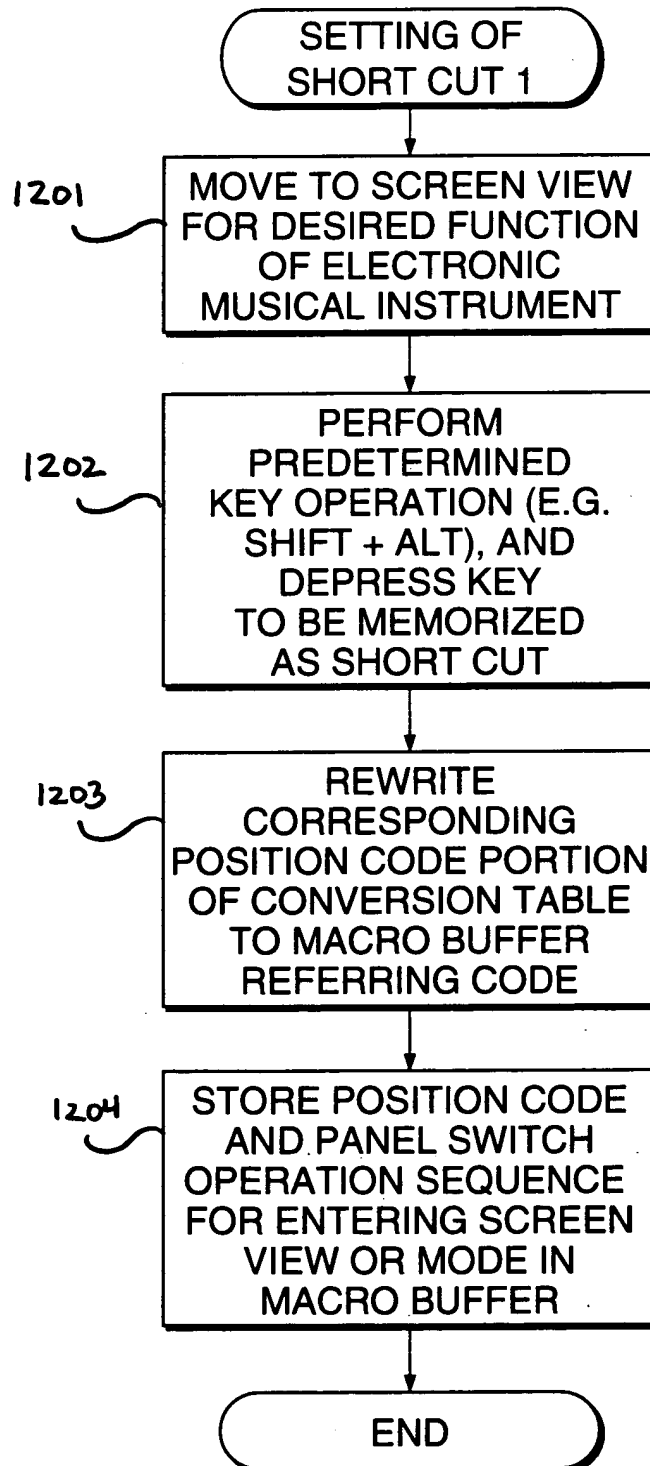 SETTING OF
SHORT CUT 1
1201
MOVE TO SCREEN VIEW
FOR DESIRED FUNCTION
OF ELECTRONIC
MUSICAL INSTRUMENT
1202
PERFORM
PREDETERMINED
KEY OPERATION (E.G.
SHIFT + ALT), AND
DEPRESS KEY
TO BE MEMORIZED
AS SHORT CUT
1203
REWRITE
CORRESPONDING
POSITION CODE PORTION
OF CONVERSION TABLE
TO MACRO BUFFER
REFERRING CODE
1204
STORE POSITION CODE
AND PANEL SWITCH
OPERATION SEQUENCE
FOR ENTERING SCREEN
VIEW OR MODE IN
MACRO BUFFER
END